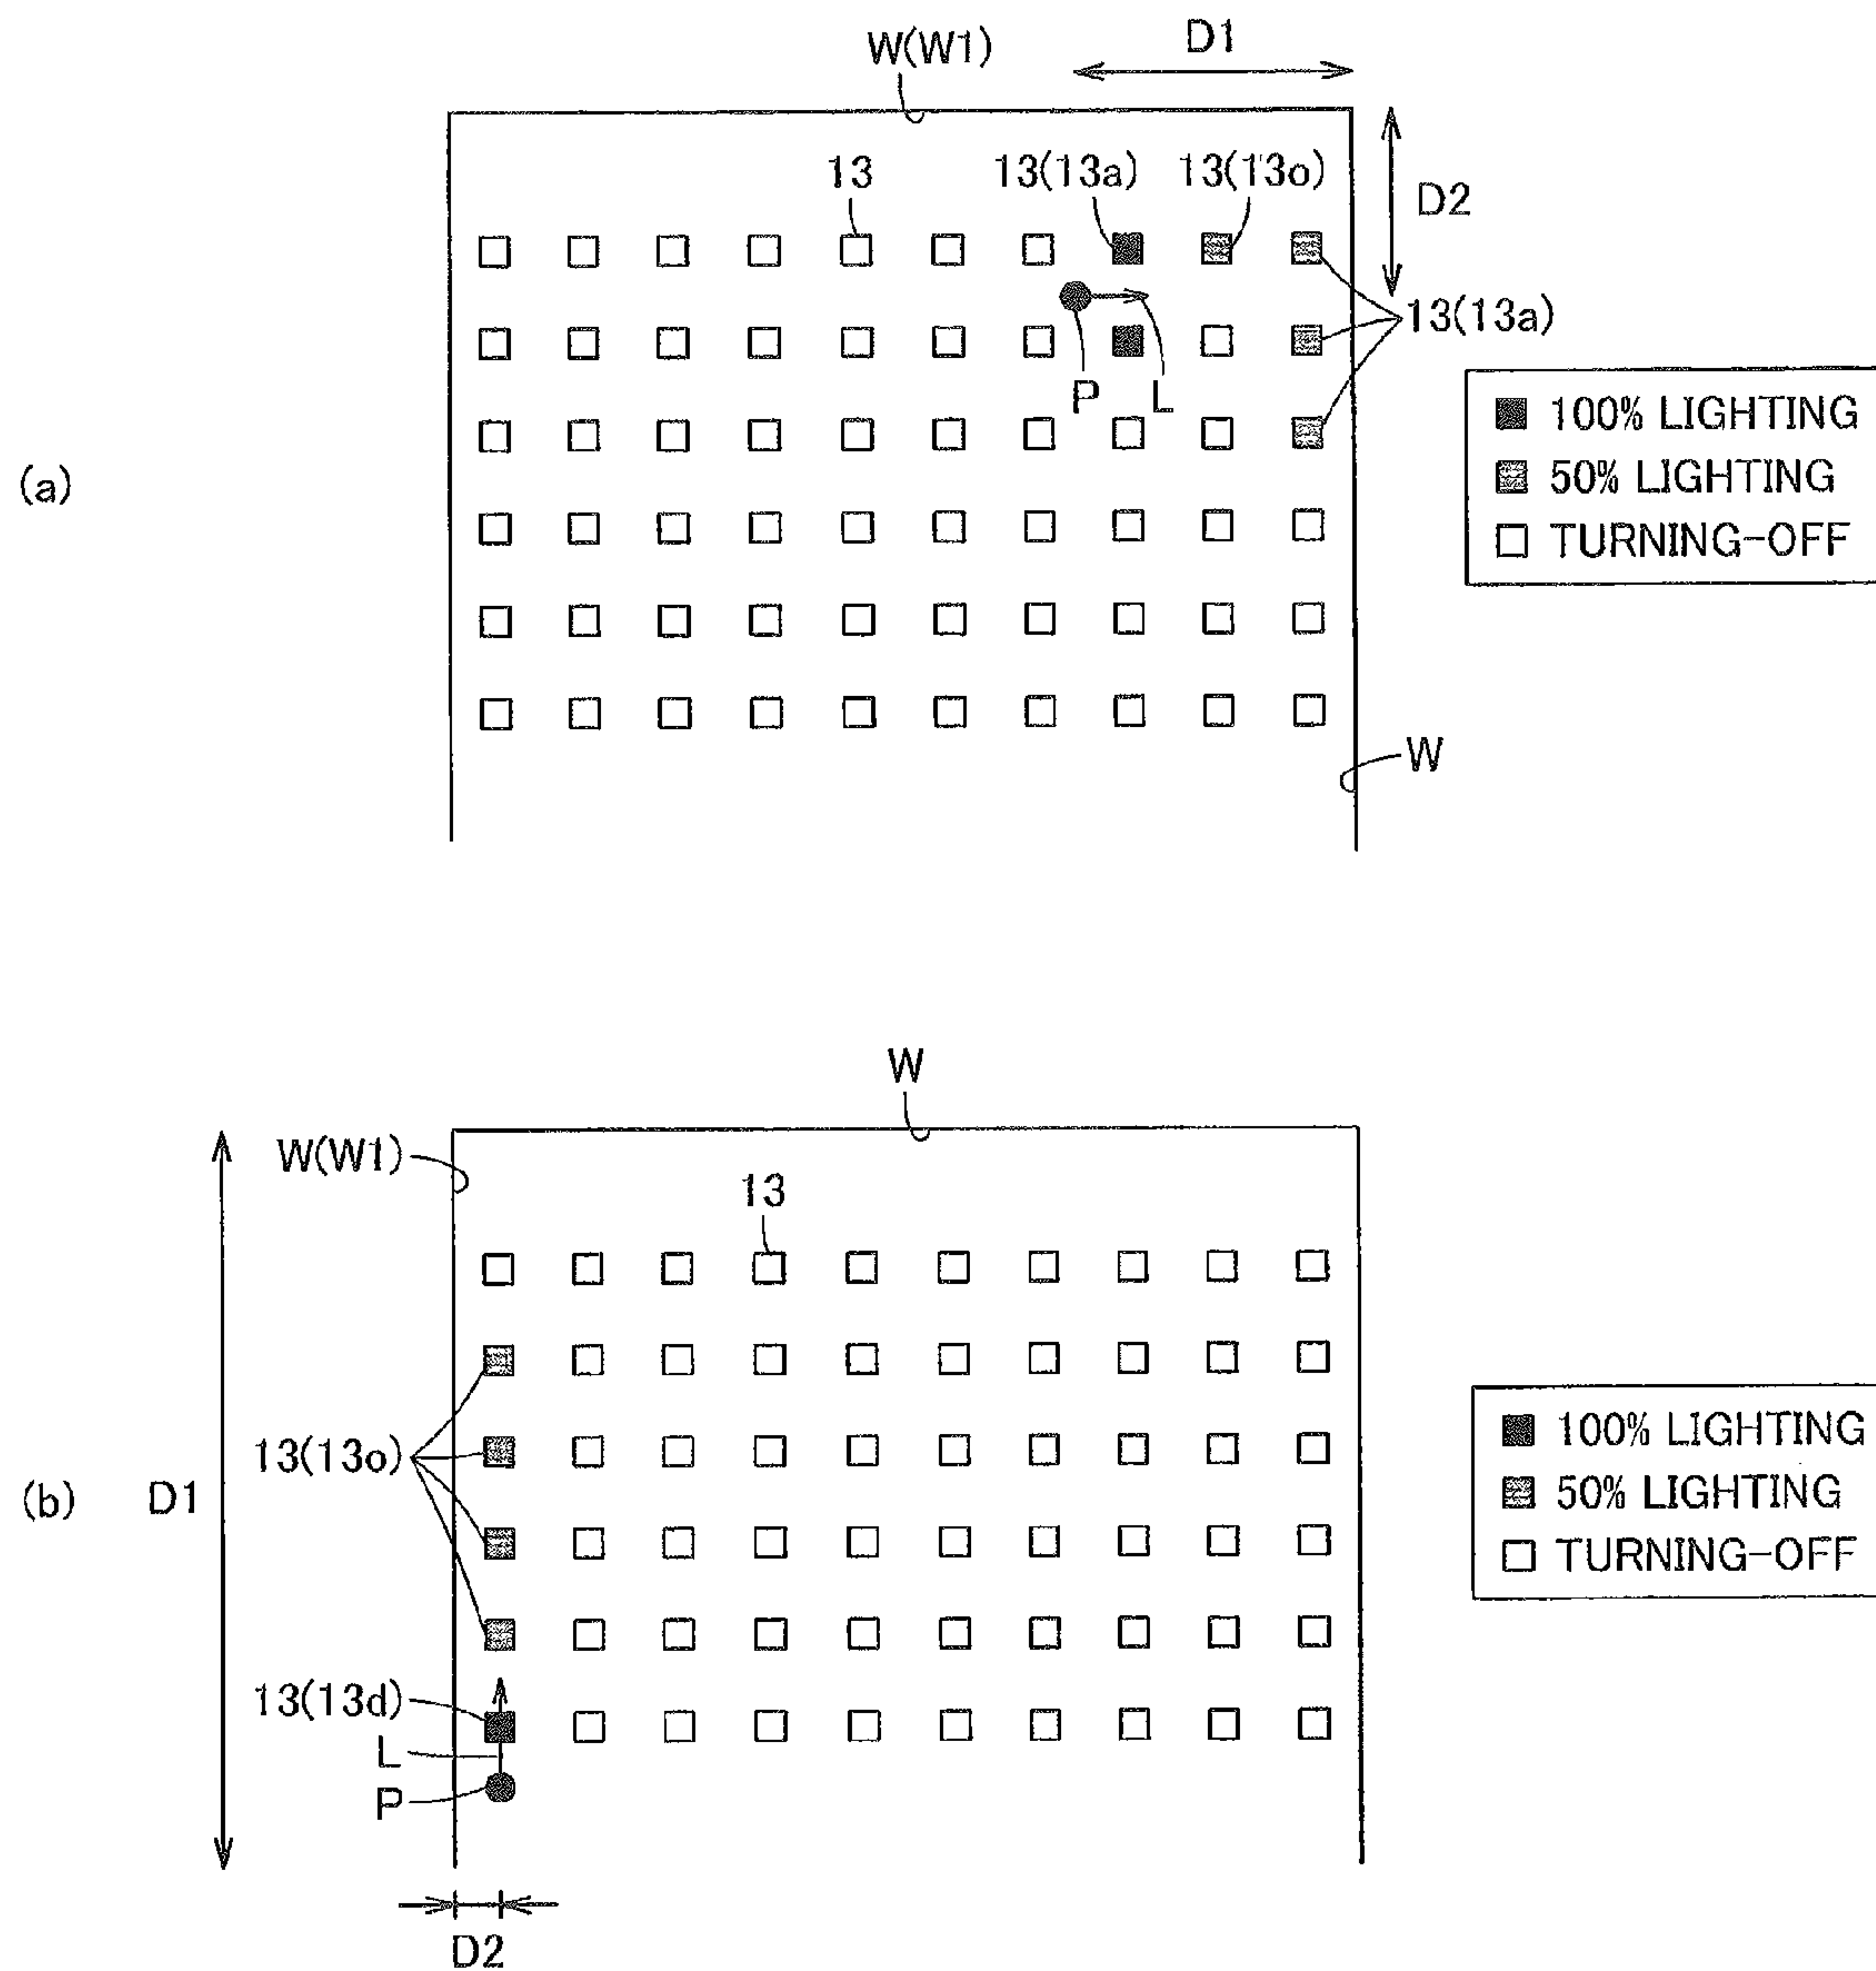 D1
W(W1)
13
13(13a)
13(13o)
D2
13(13a)
P
L
100% LIGHTING
50% LIGHTING
TURNING-OFF
(a)
W
W
W(W1)
13
13(13o)
D1
(b)
100% LIGHTING
50% LIGHTING
TURNING-OFF
13(13d)
L
P
D2